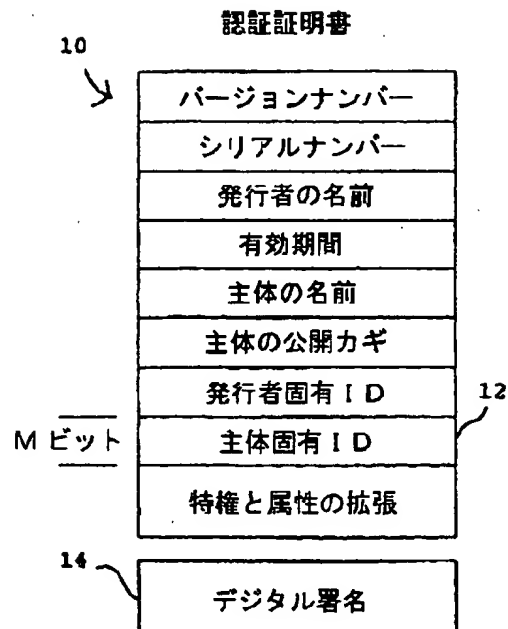 認証証明書
10
バージョンナンバー
シリアルナンバー
発行者の名前
有効期間
主体の名前
主体の公開カギ
発行者固有ID
12
Mビット
主体固有ID
特権と属性の拡張
14
デジタル署名